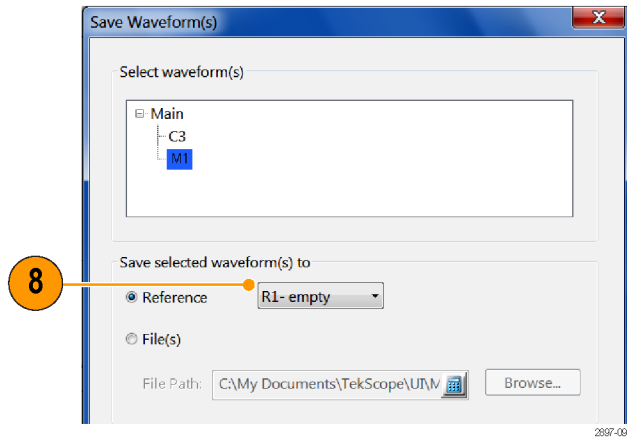 Save Waveform(s)
Select waveform(s)
Main
C3
M1
Save selected waveform(s) to
8
Reference R1- empty
File(s)
File Path: C:\My Documents\TekScope\UI\M Browse...
2897-09